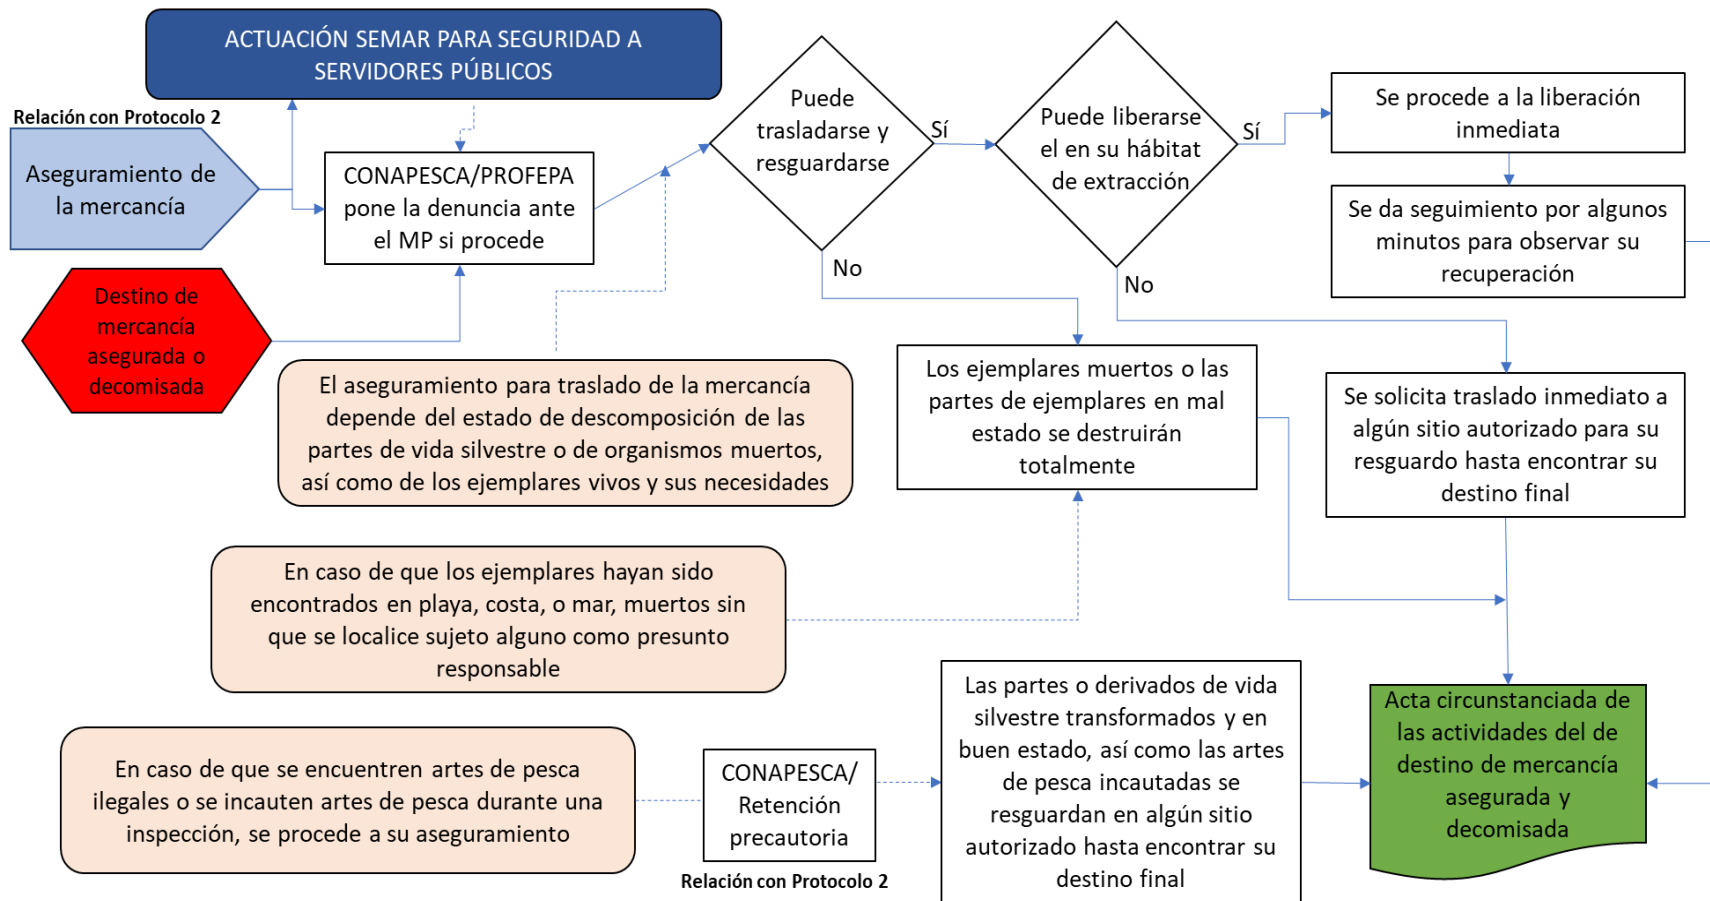 ACTUACIÓN SEMAR PARA SEGURIDAD A
SERVIDORES PÚBLICOS
Relación con Protocolo 2
Aseguramiento de
la mercancía
CONAPESCA/PROFEPA
pone la denuncia ante
el MP si procede
Puede
trasladarse y
resguardarse
Sí
No
Puede liberarse
el en su hábitat
de extracción
Sí
No
Se procede a la liberación
inmediata
Se da seguimiento por algunos
minutos para observar su
recuperación
Destino de
mercancía
asegurada o
decomisada
El aseguramiento para traslado de la mercancía
depende del estado de descomposición de las
partes de vida silvestre o de organismos muertos,
así como de los ejemplares vivos y sus necesidades
Los ejemplares muertos o las
partes de ejemplares en mal
estado se destruirán
totalmente
Se solicita traslado inmediato a
algún sitio autorizado para su
resguardo hasta encontrar su
destino final
En caso de que los ejemplares hayan sido
encontrados en playa, costa, o mar, muertos sin
que se localice sujeto alguno como presunto
responsable
En caso de que se encuentren artes de pesca
ilegales o se incauten artes de pesca durante una
inspección, se procede a su aseguramiento
CONAPESCA/
Retención
precautoria
Relación con Protocolo 2
Las partes o derivados de vida
silvestre transformados y en
buen estado, así como las artes
de pesca incautadas se
resguardan en algún sitio
autorizado hasta encontrar su
destino final
Acta circunstanciada de
las actividades del de
destino de mercancía
asegurada y
decomisada